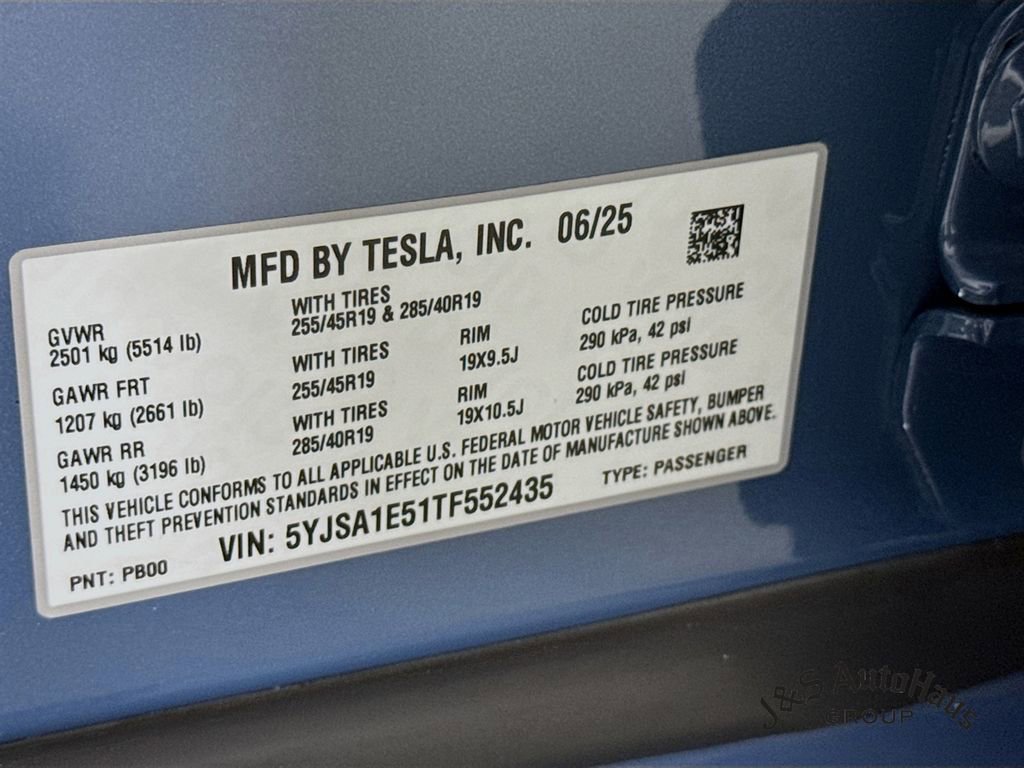 MFD BY TESLA, INC. 06/25
GVWR
2501 kg (5514 lb)
WITH TIRES
255/45R19 & 285/40R19
COLD TIRE PRESSURE
290 kPa, 42 psi
GAWR FRT
1207 kg (2661 lb)
WITH TIRES
255/45R19
RIM
19X9.5J
COLD TIRE PRESSURE
290 kPa, 42 psi
GAWR RR
1450 kg (3196 lb)
WITH TIRES
285/40R19
RIM
19X10.5J
THIS VEHICLE CONFORMS TO ALL APPLICABLE U.S. FEDERAL MOTOR VEHICLE SAFETY, BUMPER
AND THEFT PREVENTION STANDARDS IN EFFECT ON THE DATE OF MANUFACTURE SHOWN ABOVE.
PNT: PB00
VIN: 5YJSA1E51TF552435
TYPE: PASSENGER
J&S AutoHaus
GROUP